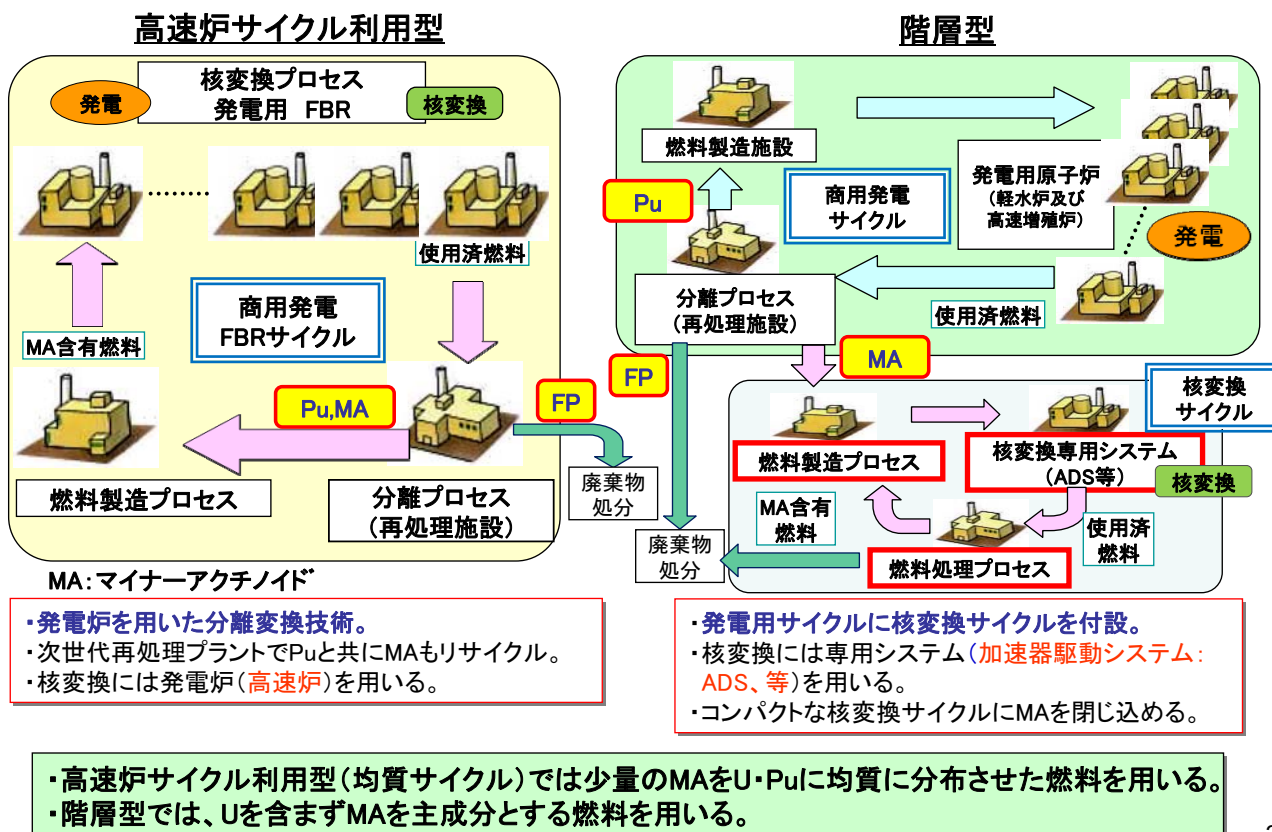 高速炉サイクル利用型
発電
核変換プロセス
発電用 FBR
核変換
………
使用済燃料
商用発電
FBRサイクル
MA含有燃料
Pu,MA
FP
燃料製造プロセス
分離プロセス
(再処理施設)
廃棄物
処分
MA:マイナーアクチノイド
・発電炉を用いた分離変換技術。
・次世代再処理プラントでPuと共にMAもリサイクル。
・核変換には発電炉(高速炉)を用いる。
階層型
燃料製造施設
Pu
商用発電
サイクル
発電用原子炉
(軽水炉及び
高速増殖炉)
発電
分離プロセス
(再処理施設)
使用済燃料
FP
MA
核変換
サイクル
燃料製造プロセス
核変換専用システム
(ADS等)
核変換
MA含有
燃料
使用済
燃料
廃棄物
処分
燃料処理プロセス
・発電用サイクルに核変換サイクルを付設。
・核変換には専用システム(加速器駆動システム:
ADS、等)を用いる。
・コンパクトな核変換サイクルにMAを閉じ込める。
・高速炉サイクル利用型(均質サイクル)では少量のMAをU・Puに均質に分布させた燃料を用いる。
・階層型では、Uを含まずMAを主成分とする燃料を用いる。